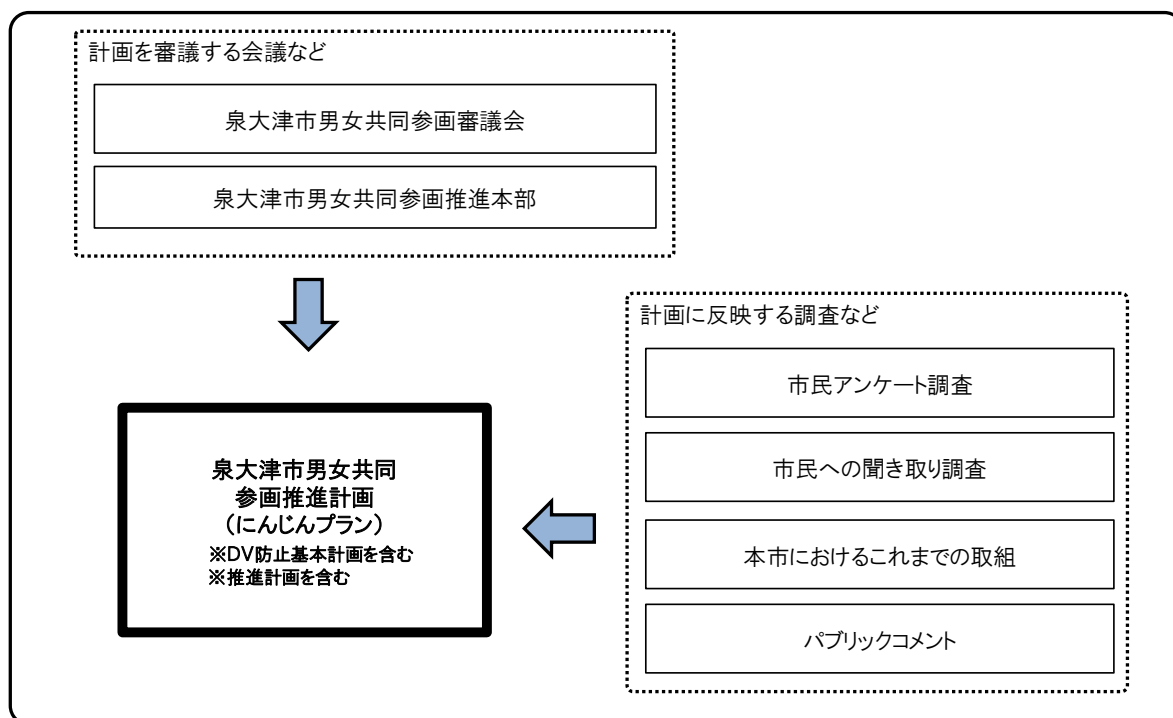 計画を審議する会議など
泉大津市男女共同参画審議会
泉大津市男女共同参画推進本部
計画に反映する調査など
市民アンケート調査
市民への聞き取り調査
本市におけるこれまでの取組
パブリックコメント
泉大津市男女共同
参画推進計画
(にんじんプラン)
※DV防止基本計画を含む
※推進計画を含む